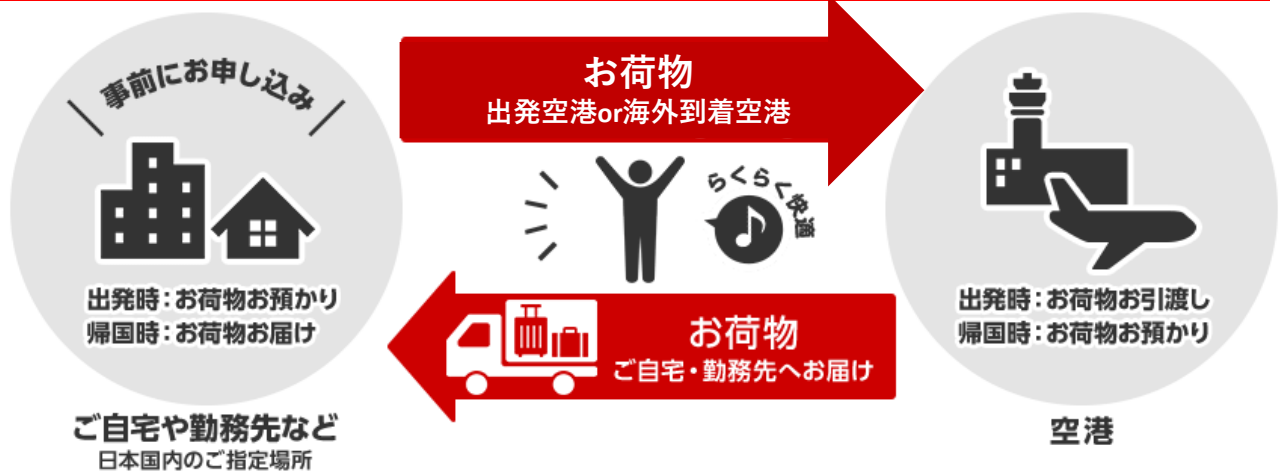 事前にお申し込み
出発時：お荷物お預かり
帰国時：お荷物お届け
ご自宅や勤務先など
日本国内のご指定場所
お荷物
出発空港or海外到着空港
らくらく快適
お荷物
ご自宅・勤務先へお届け
出発時：お荷物お引渡し
帰国時：お荷物お預かり
空港